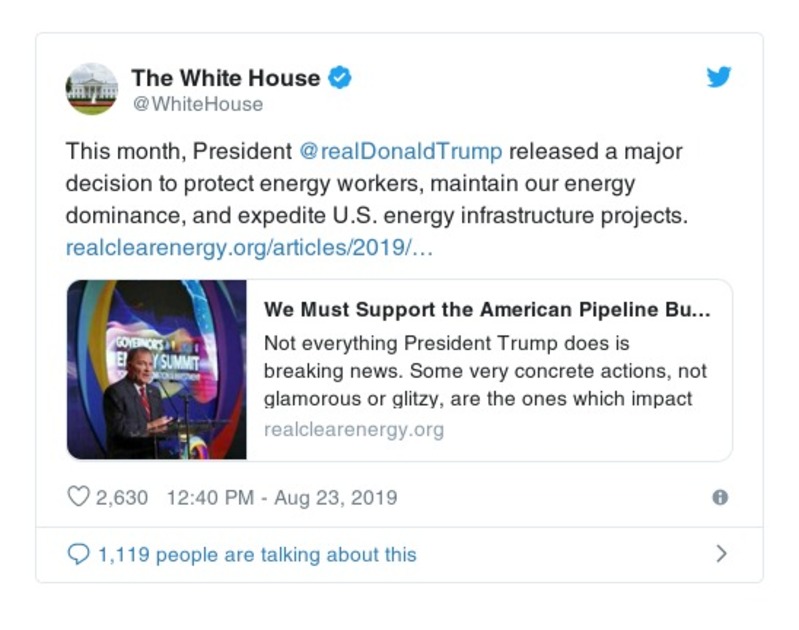 The White House
@WhiteHouse
This month, President @realDonaldTrump released a major
decision to protect energy workers, maintain our energy
dominance, and expedite U.S. energy infrastructure projects.
realclearenergy.org/articles/2019/…
GOVERNOR'S
SUMMIT
We Must Support the American Pipeline Bu...
Not everything President Trump does is
breaking news. Some very concrete actions, not
glamorous or glitzy, are the ones which impact
realclearenergy.org
2,630 12:40 PM - Aug 23, 2019
1,119 people are talking about this